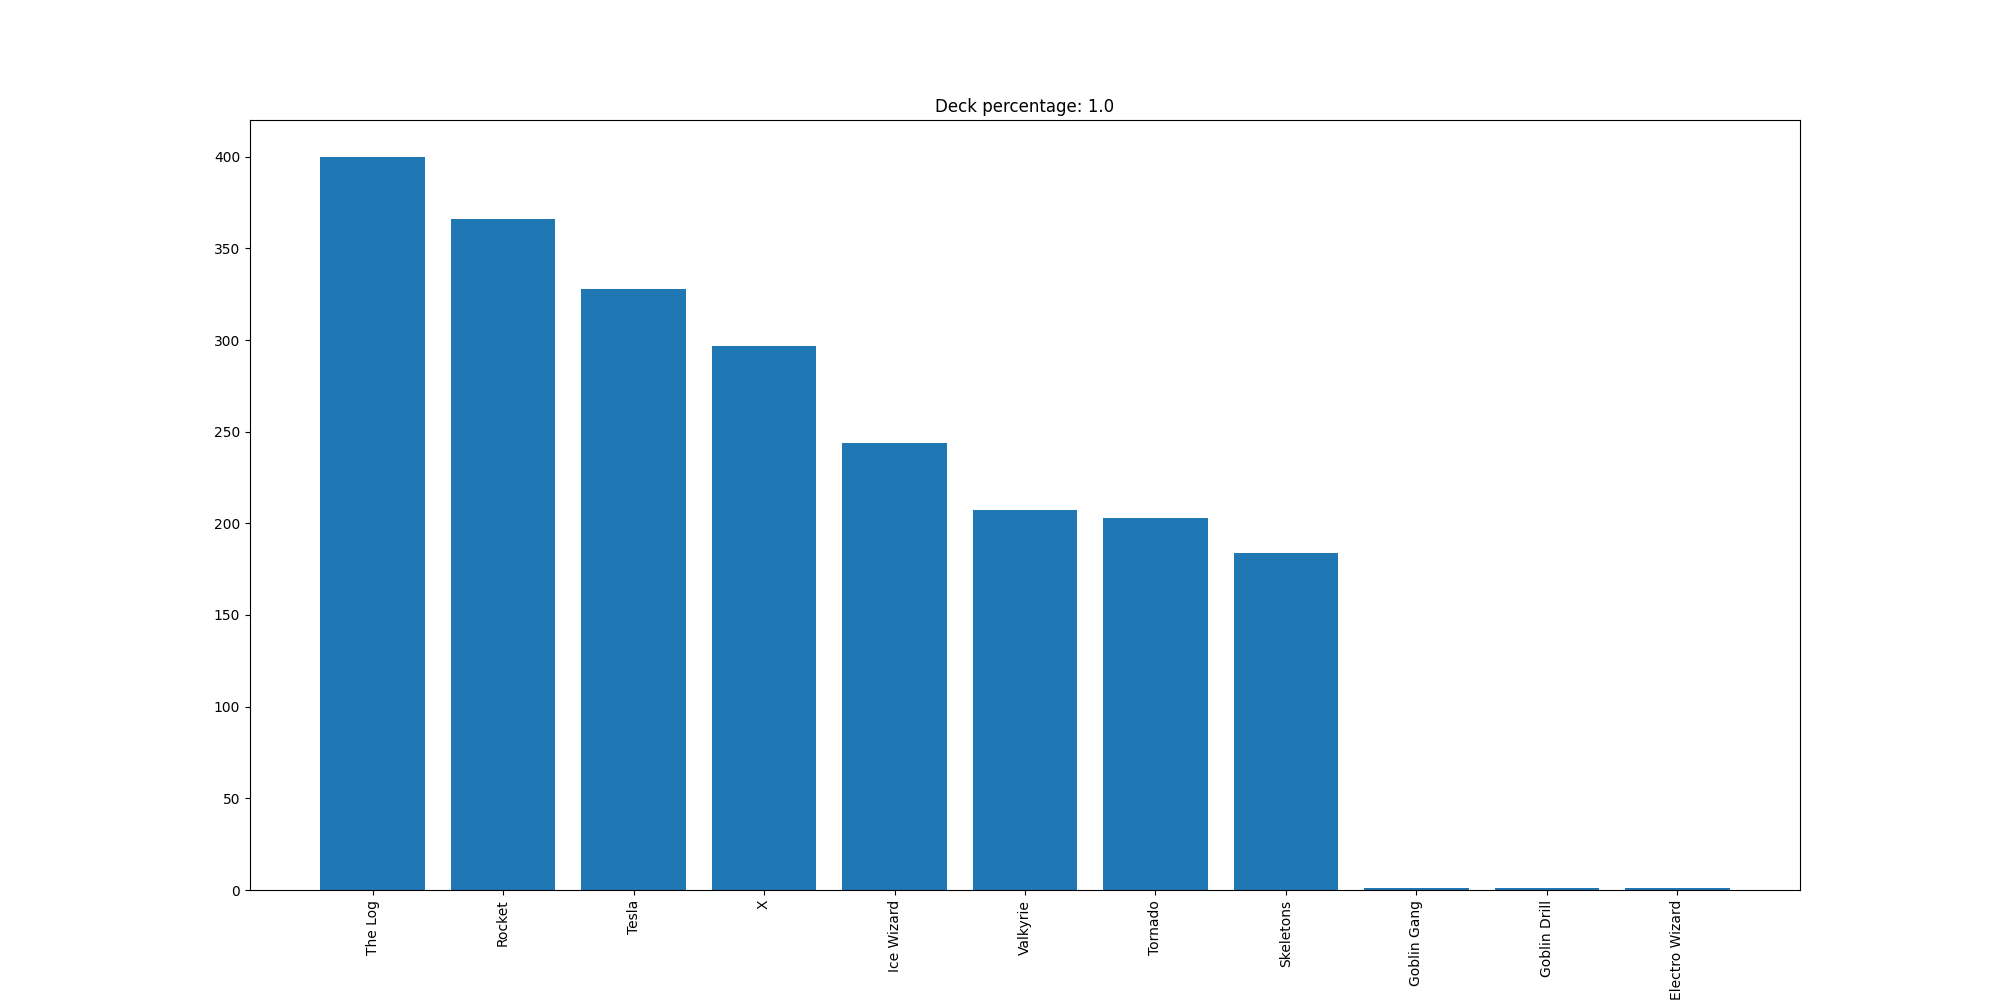 Deck percentage: 1.0
400
350
300
250
200
150
100
50
0
The Log
Rocket
Tesla
X
Ice Wizard
Valkyrie
Tornado
Skeletons
Goblin Gang
Goblin Drill
Electro Wizard